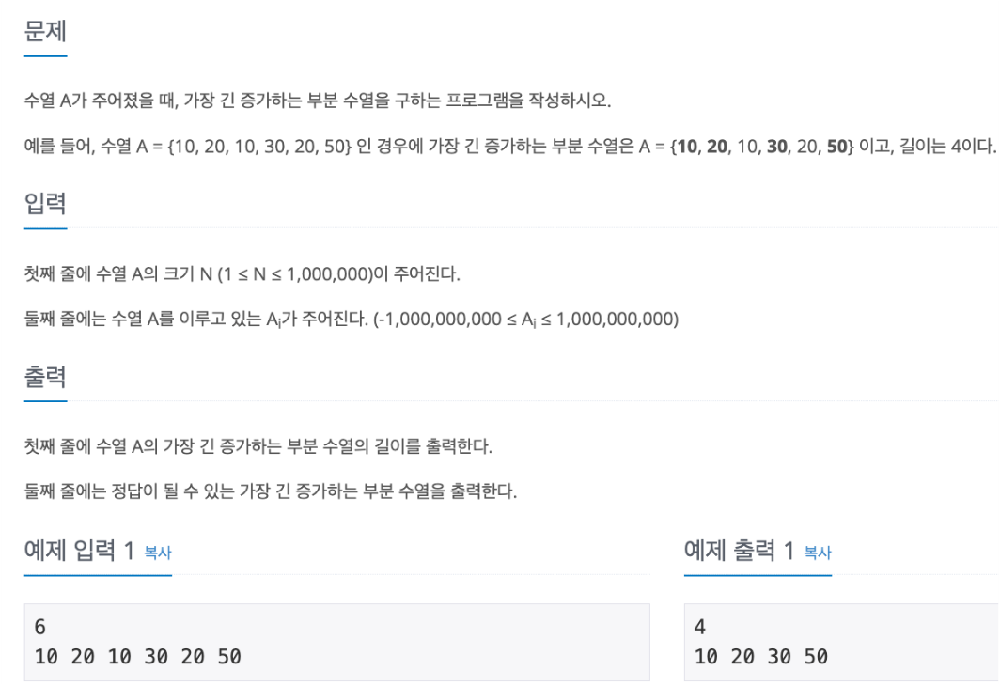 문제
수열 A가 주어졌을 때, 가장 긴 증가하는 부분 수열을 구하는 프로그램을 작성하시오.
예를 들어, 수열 A = {10, 20, 10, 30, 20, 50} 인 경우에 가장 긴 증가하는 부분 수열은 A = {10, 20, 10, 30, 20, 50} 이고, 길이는 4이다.
입력
첫째 줄에 수열 A의 크기 N (1 ≤ N ≤ 1,000,000)이 주어진다.
둘째 줄에는 수열 A를 이루고 있는 Ai가 주어진다. (-1,000,000,000 ≤ Ai ≤ 1,000,000,000)
출력
첫째 줄에 수열 A의 가장 긴 증가하는 부분 수열의 길이를 출력한다.
둘째 줄에는 정답이 될 수 있는 가장 긴 증가하는 부분 수열을 출력한다.
예제 입력 1 복사
6
10 20 10 30 20 50
예제 출력 1 복사
4
10 20 30 50